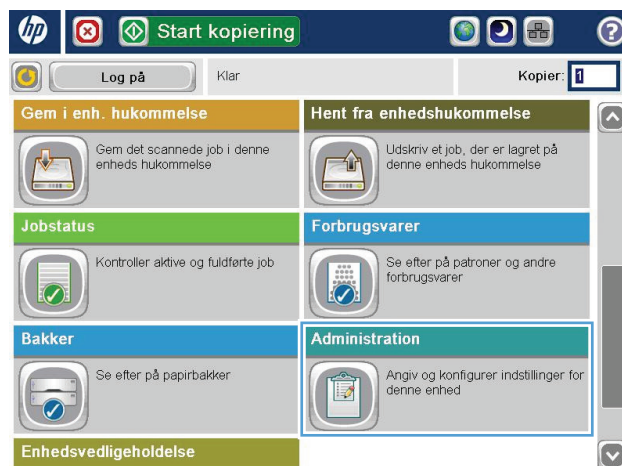 hp
Start kopiering
?
Log på
Klar
Kopier: 1
Gem i enh. hukommelse
Gem det scannede job i denne
enheds hukommelse
Hent fra enhedshukommelse
Udskriv et job, der er lagret på
denne enheds hukommelse
Jobstatus
Kontroller aktive og fuldførte job
Forbrugsvarer
Se efter på patroner og andre
forbrugsvarer
Bakker
Se efter på papirbakker
Administration
Angiv og konfigurer indstillinger for
denne enhed
Enhedsvedligeholdelse